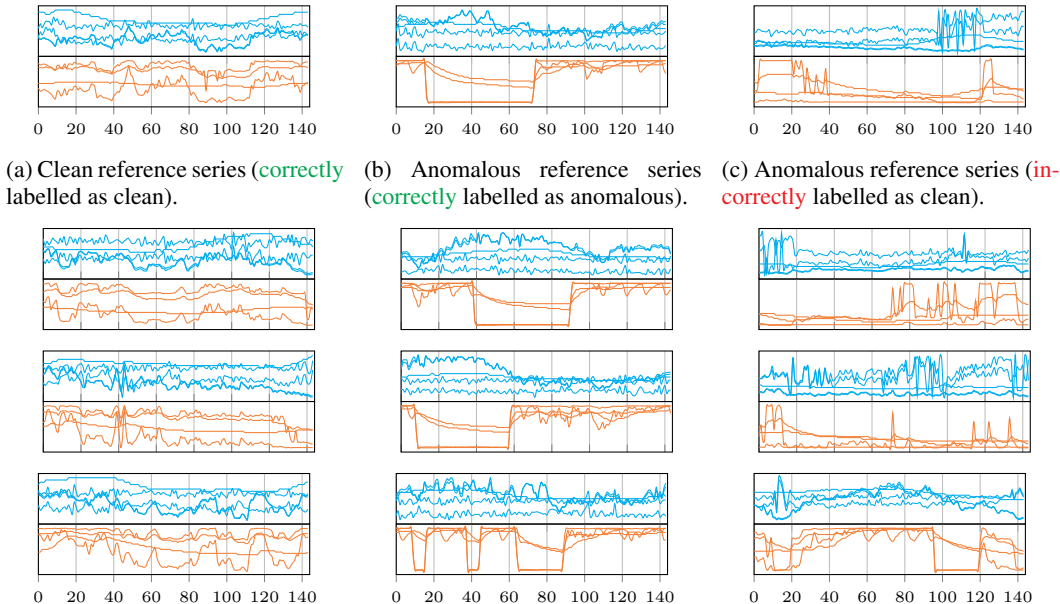 0 20 40 60 80 100 120 140
0 20 40 60 80 100 120 140
0 20 40 60 80 100 120 140
(a) Clean reference series (correctly
labelled as clean).
(b) Anomalous reference series
(correctly labelled as anomalous).
(c) Anomalous reference series (in-
correctly labelled as clean).
0 20 40 60 80 100 120 140
0 20 40 60 80 100 120 140
0 20 40 60 80 100 120 140